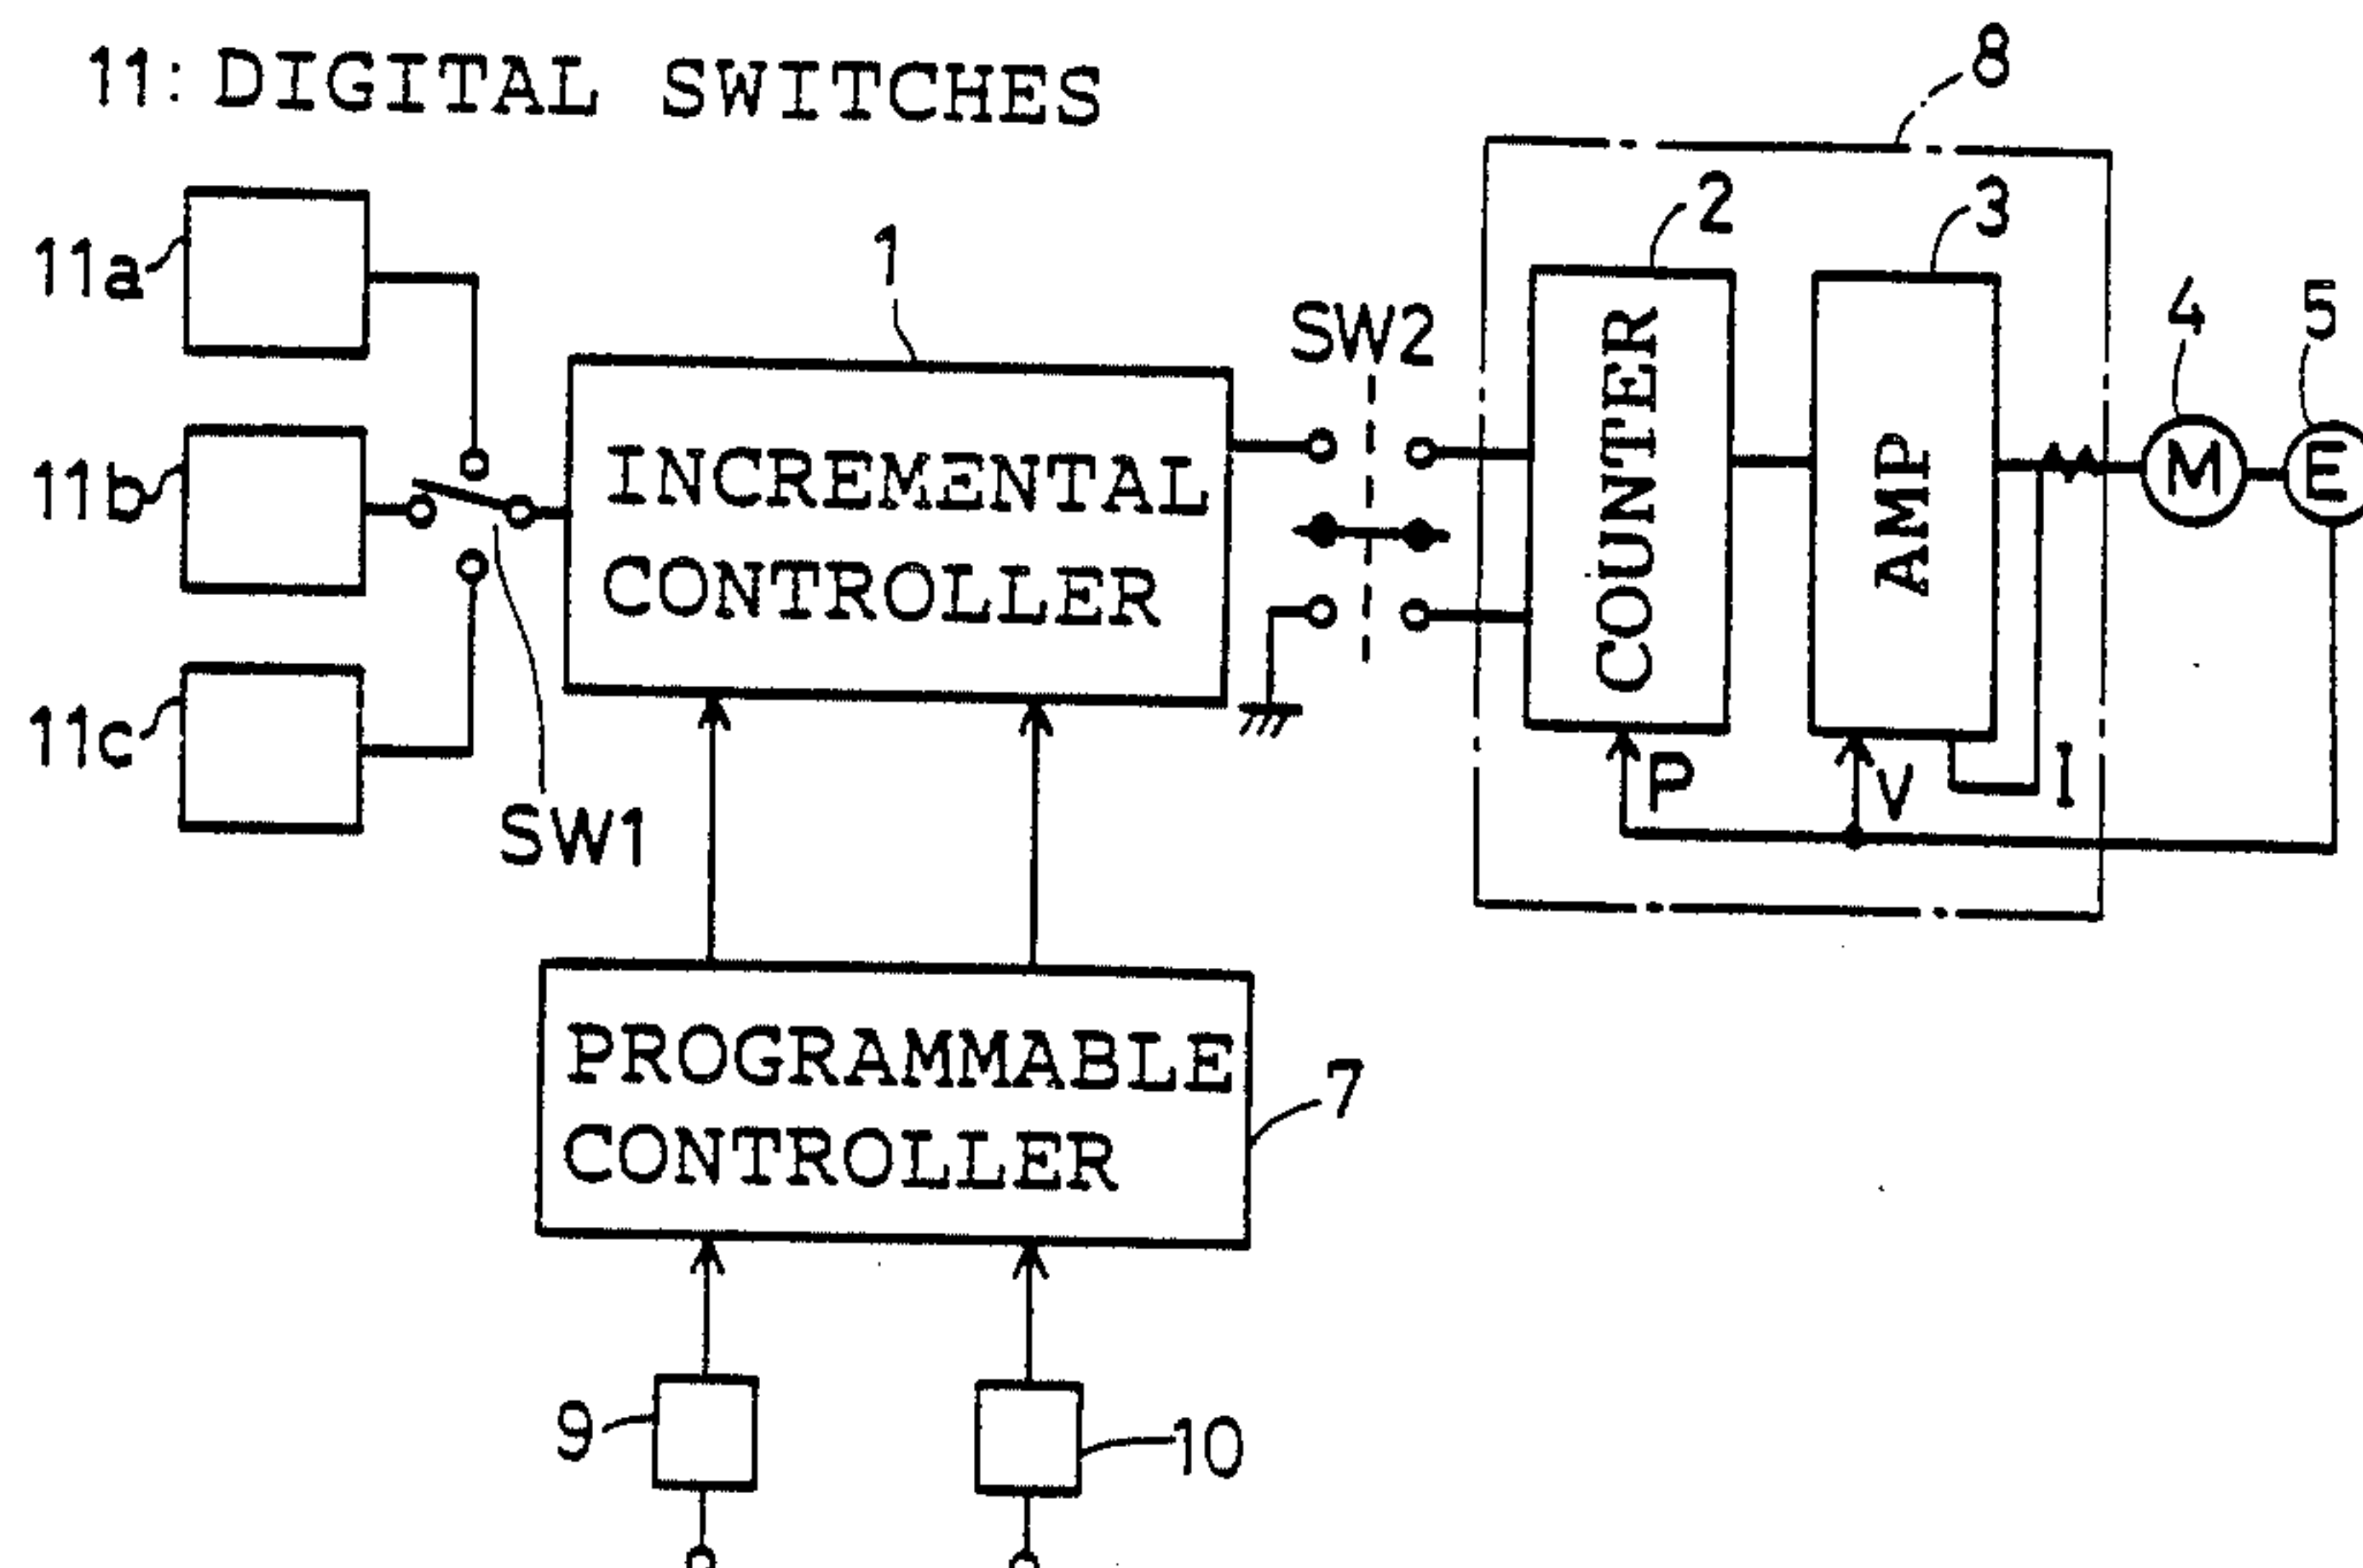 11: DIGITAL SWITCHES
8
2
3
11a
1
SW2
4
5
11b
INCREMENTAL
CONTROLLER
COUNTER
AMP
M
E
11c
SW1
P
V
I
PROGRAMMABLE
CONTROLLER
7
9
10